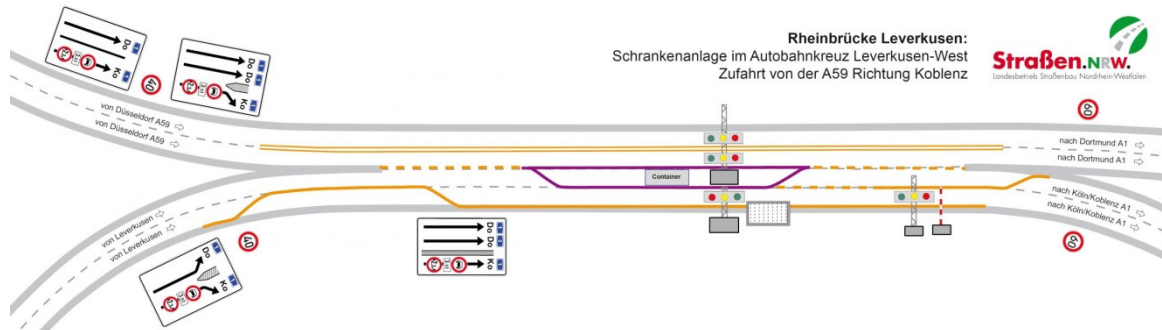 Rheinbrücke Leverkusen:
Schrankenanlage im Autobahnkreuz Leverkusen-West
Zufahrt von der A59 Richtung Koblenz
Straßen.NRW.
Landesbetrieb Straßenbau Nordrhein-Westfalen
Do
Ko
40
Do
Do
Ko
von Düsseldorf A59
von Düsseldorf A59
60
nach Dortmund A1
nach Dortmund A1
Container
nach Köln/Koblenz A1
nach Köln/Koblenz A1
60
von Leverkusen
von Leverkusen
40
Do
Ko
Do
Do
Ko